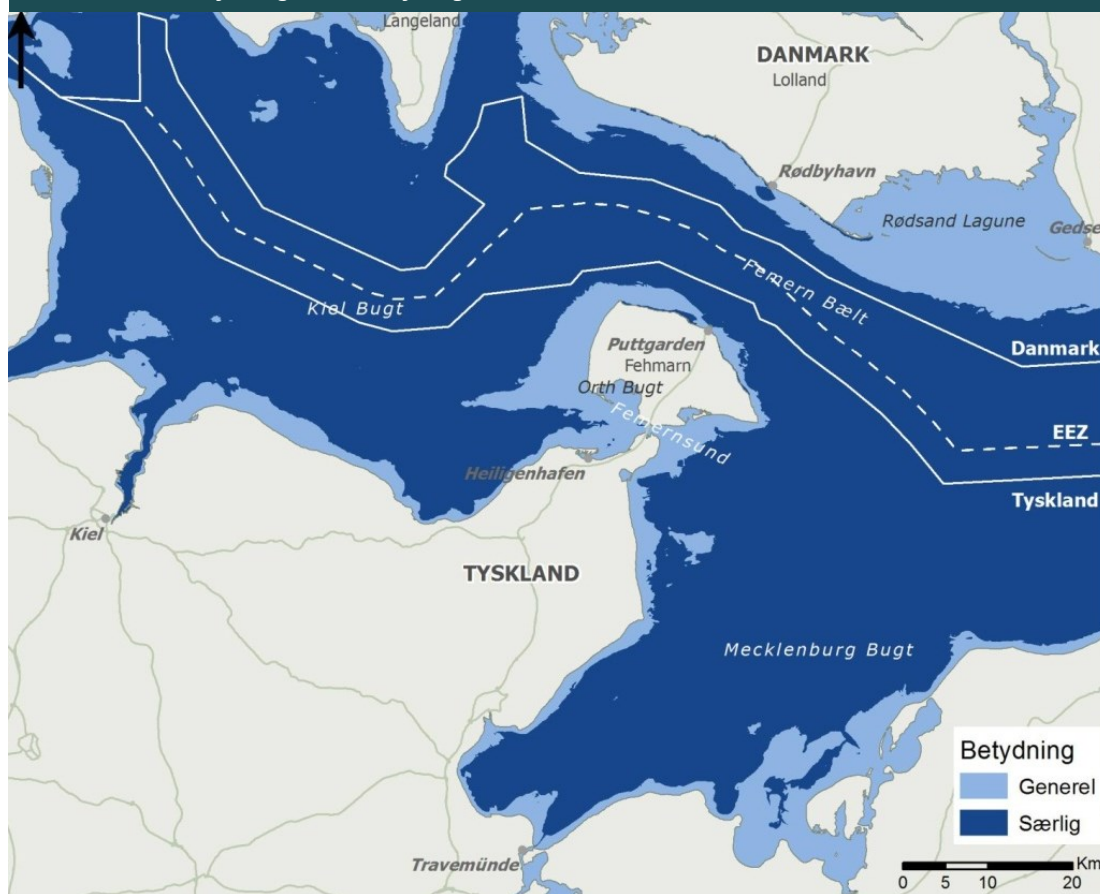 Langeland
DANMARK
Lolland
Rødbyhavn
Rødsand Lagune
Gedse
Femern Bælt
Kiel Bugt
Danmark
Puttgarden
Fehmarn
Orth Bugt
Femernsund
EEZ
Heiligenhafen
Tyskland
Kiel
TYSKLAND
Mecklenburg Bugt
Betydning
Generel
Særlig
Travemünde
Km
0 5 10 20